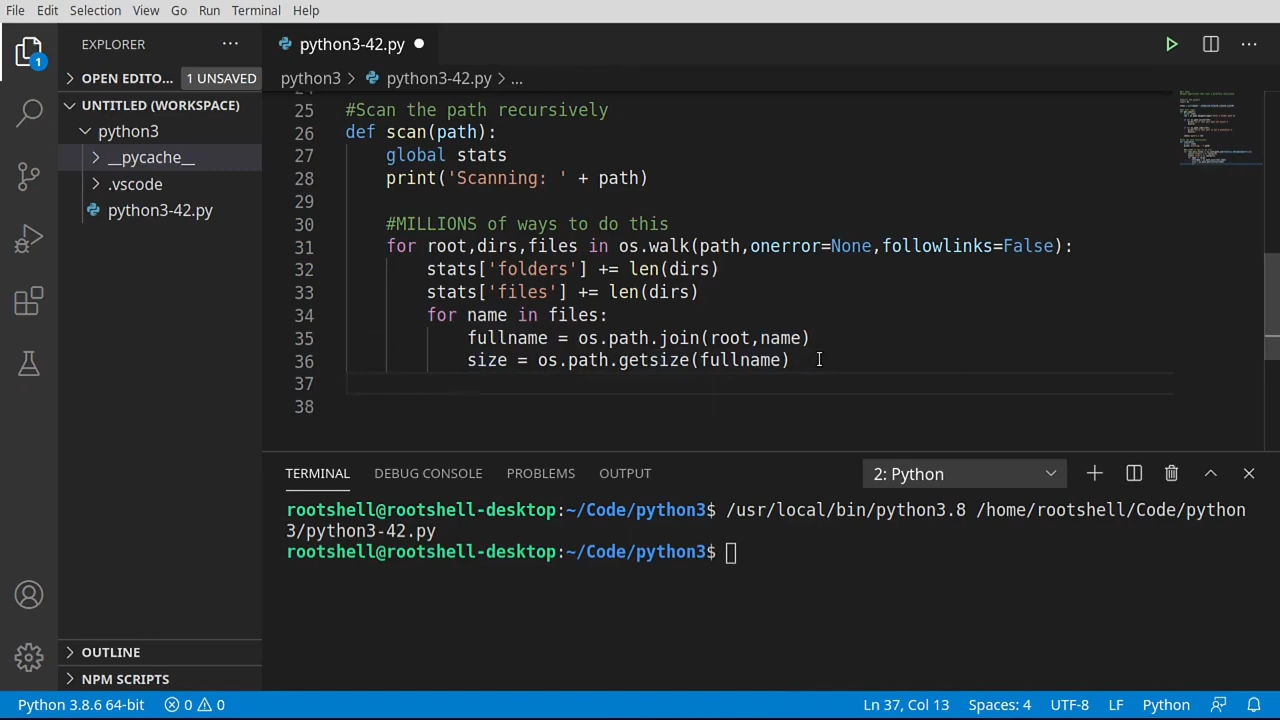 File Edit Selection View Go Run Terminal Help
EXPLORER ...
python3-42.py
1
OPEN EDITO... 1 UNSAVED
python3 > python3-42.py > ...
UNTITLED (WORKSPACE)
python3
__pycache__
.vscode
python3-42.py
25 #Scan the path recursively
26 def scan(path):
27 global stats
28 print('Scanning: ' + path)
29
30 #MILLIONS of ways to do this
31 for root,dirs,files in os.walk(path,onerror=None,followlinks=False):
32 stats['folders'] += len(dirs)
33 stats['files'] += len(dirs)
34 for name in files:
35 fullname = os.path.join(root,name)
36 size = os.path.getsize(fullname)
37
38
TERMINAL DEBUG CONSOLE PROBLEMS OUTPUT 2: Python
rootshell@rootshell-desktop:~/Code/python3$ /usr/local/bin/python3.8 /home/rootshell/Code/python
3/python3-42.py
rootshell@rootshell-desktop:~/Code/python3$
OUTLINE
NPM SCRIPTS
Python 3.8.6 64-bit 0 0 Ln 37, Col 13 Spaces: 4 UTF-8 LF Python